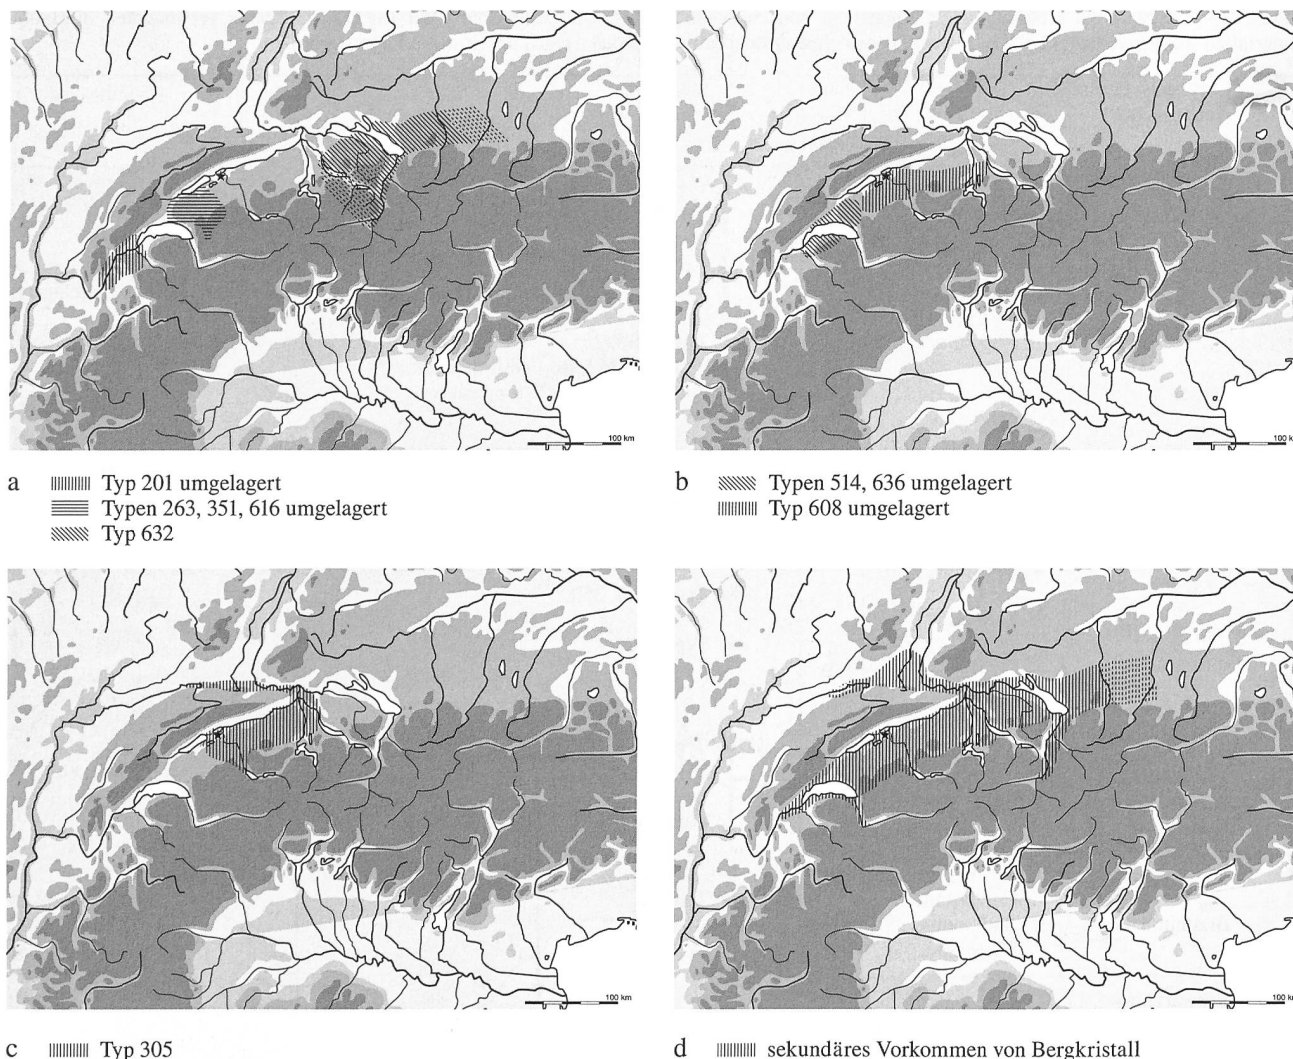 100 km
100 km
a Typ 201 umgelagert
Typen 263, 351, 616 umgelagert
Typ 632
b Typen 514, 636 umgelagert
Typ 608 umgelagert
100 km
100 km
c Typ 305
d sekundäres Vorkommen von Bergkristall